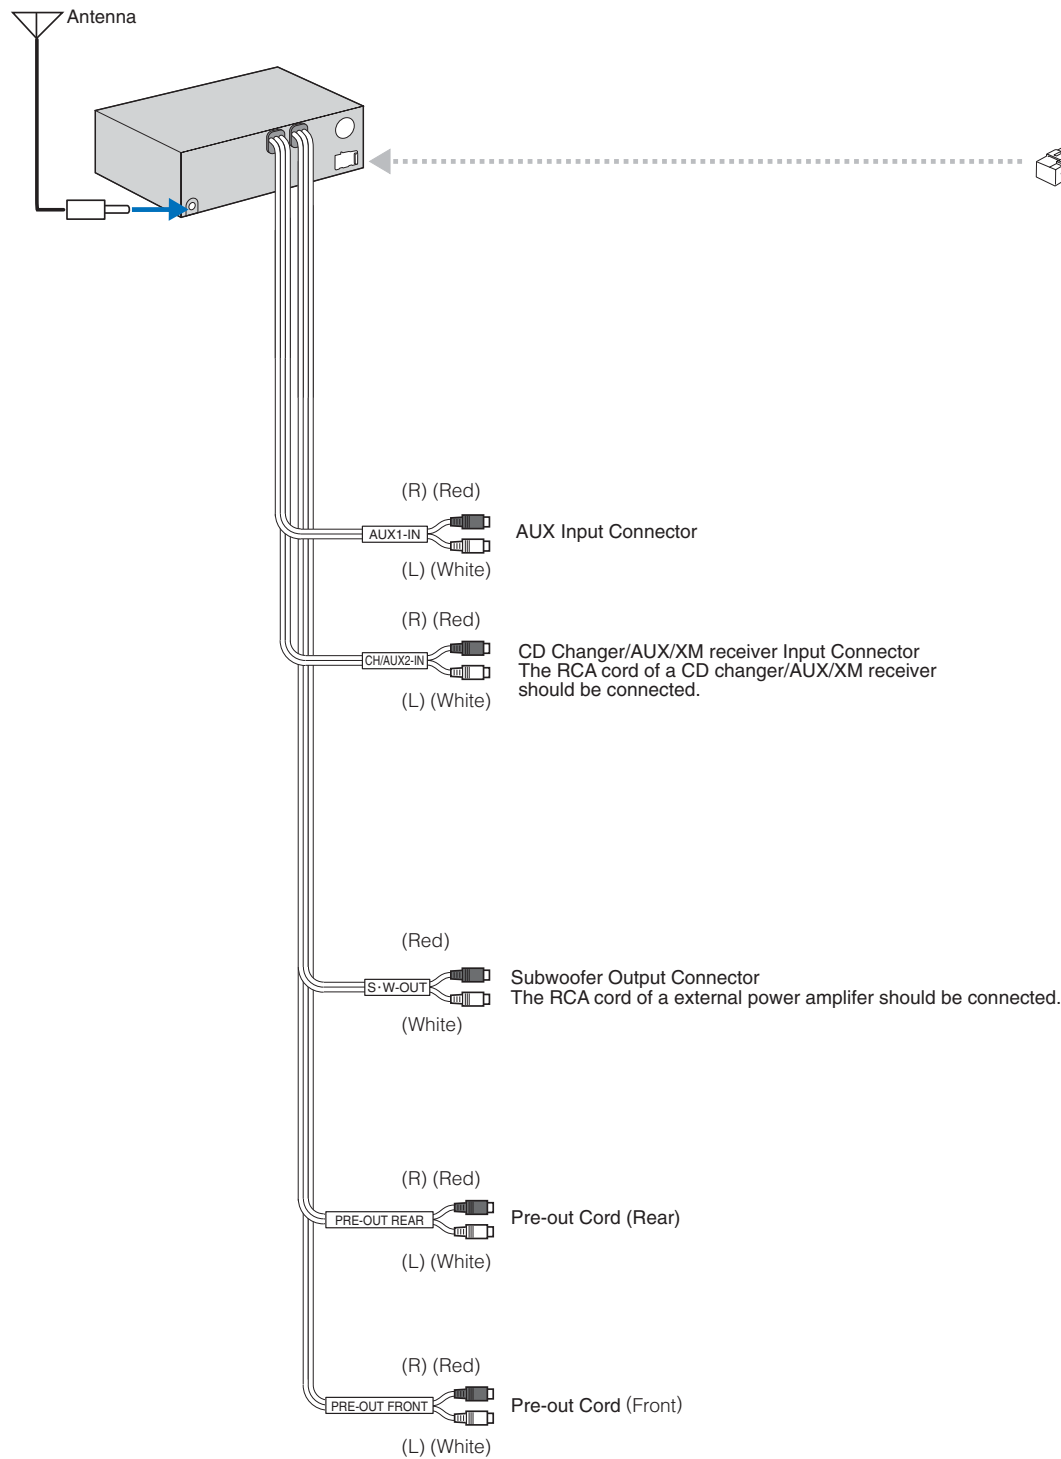 Antenna
(R) (Red)
AUX1-IN
AUX Input Connector
(L) (White)
(R) (Red)
CH/AUX2-IN
CD Changer/AUX/XM receiver Input Connector
The RCA cord of a CD changer/AUX/XM receiver
should be connected.
(L) (White)
(Red)
S·W-OUT
Subwoofer Output Connector
The RCA cord of a external power amplifer should be connected.
(White)
(R) (Red)
PRE-OUT REAR
Pre-out Cord (Rear)
(L) (White)
(R) (Red)
PRE-OUT FRONT
Pre-out Cord (Front)
(L) (White)